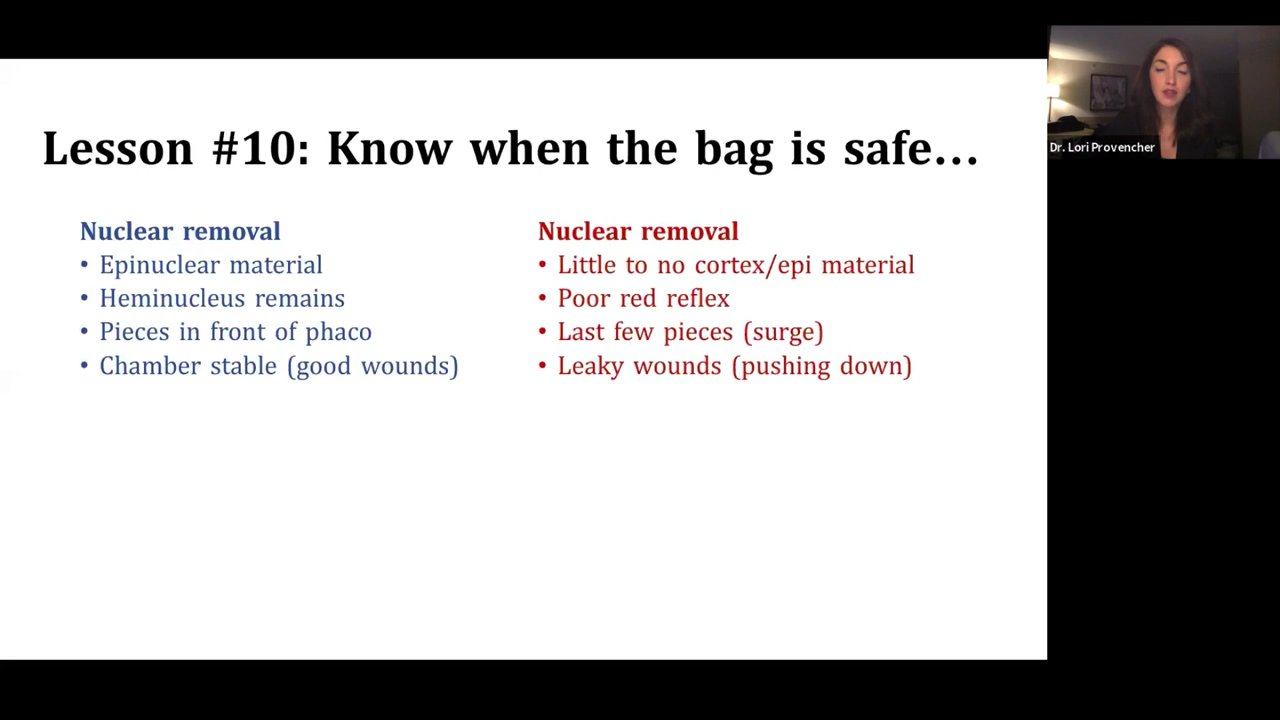 Lesson #10: Know when the bag is safe...
Nuclear removal
• Epinuclear material
• Heminucleus remains
• Pieces in front of phaco
• Chamber stable (good wounds)
Nuclear removal
• Little to no cortex/epi material
• Poor red reflex
• Last few pieces (surge)
• Leaky wounds (pushing down)
Dr. Lori Provencher